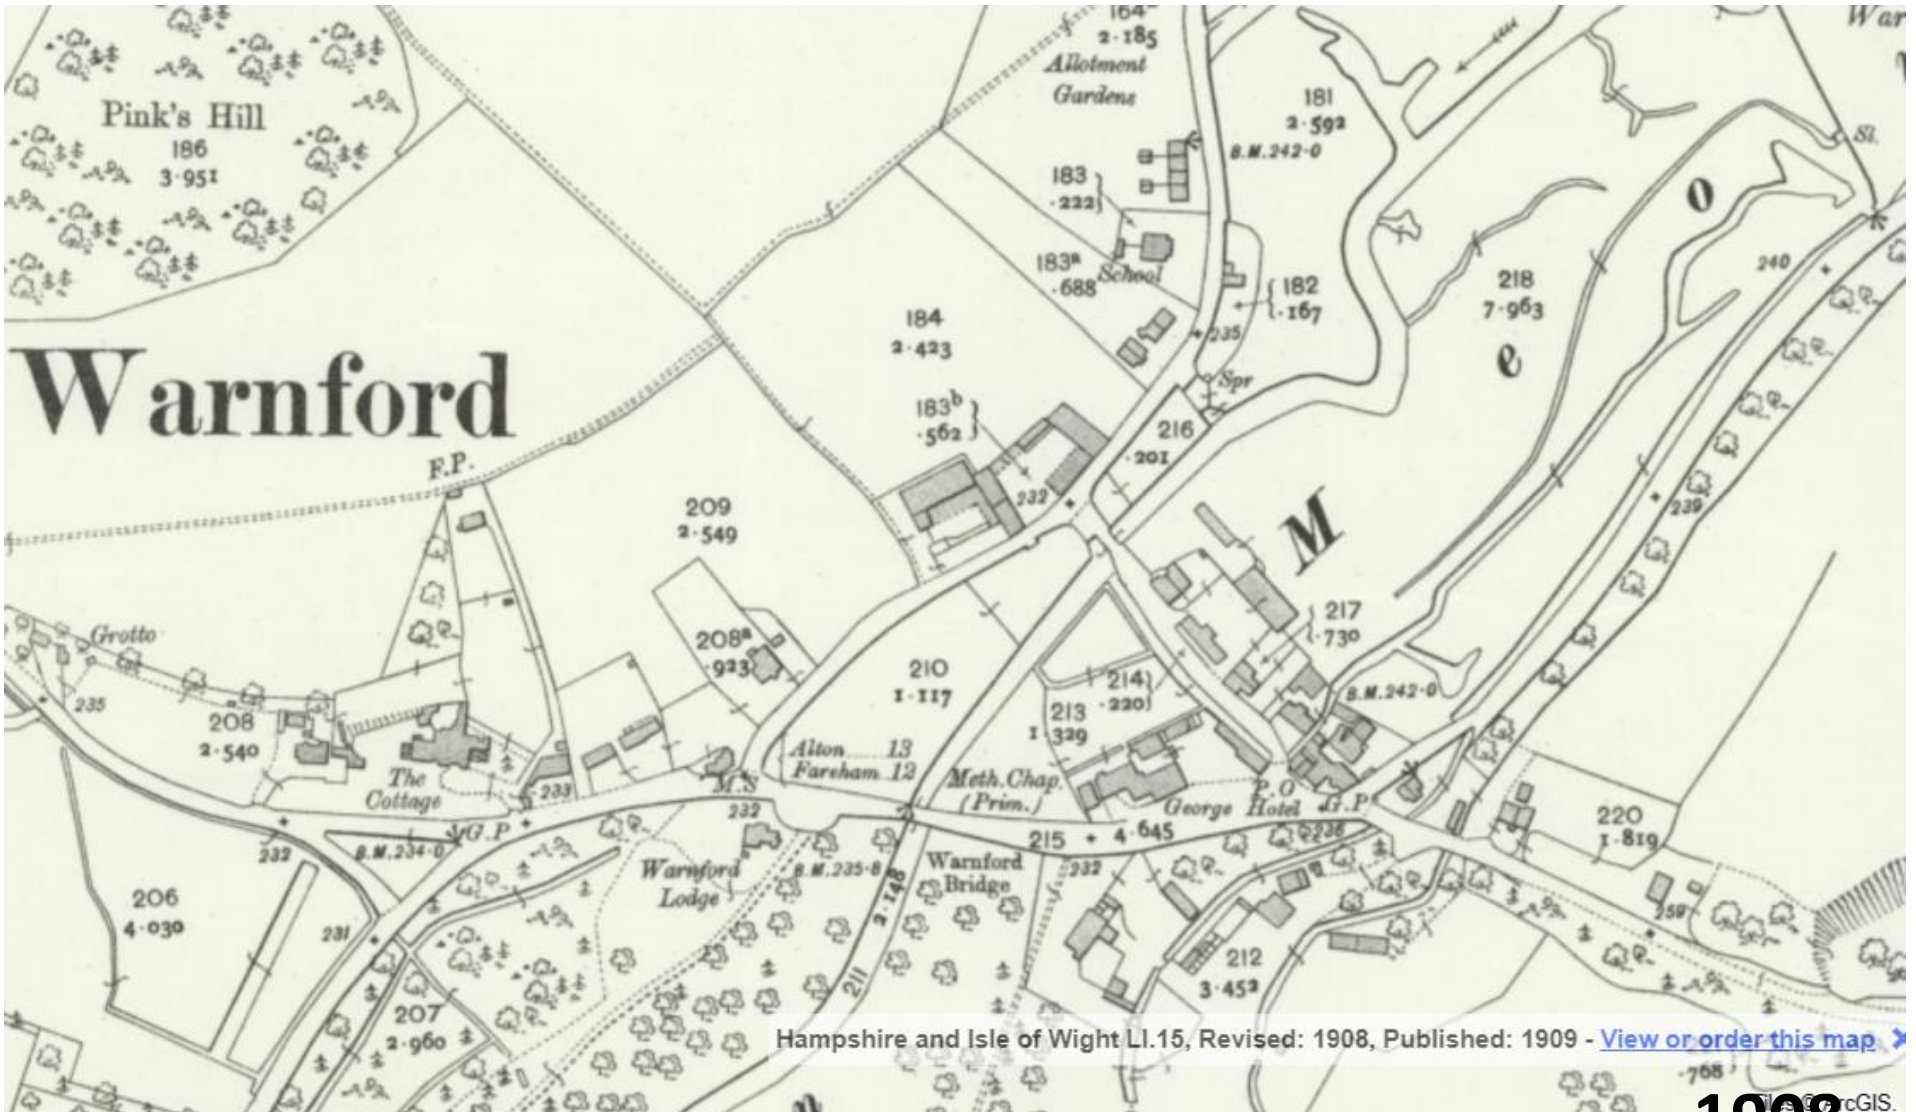 164a
2·185
Allotment
Gardens
Pink's Hill
186
3·951
181
2·592
B.M.242·0
Sl.
183
·222
183a
·688
School
182
·167
235
Spr
218
7·963
240
184
2·423
Warnford
F.P.
183b
·562
216
·201
232
209
2·549
239
M
e
o
Grotto
235
208
2·540
208a
·923
210
1·117
217
·730
214
·220
213
1·329
B.M.242·0
The
Cottage
233
M.S
232
Alton 13
Fareham 12
Meth. Chap.
(Prim.)
George Hotel
P.O
G.P
G.P
B.M.234·0
232
215
4·645
236
220
1·819
Warnford
Lodge
B.M.235·8
Warnford
Bridge
232
2·148
211
206
4·030
231
212
3·452
259
207
2·960
Hampshire and Isle of Wight LI.15, Revised: 1908, Published: 1909 - View or order this map
·768
1908